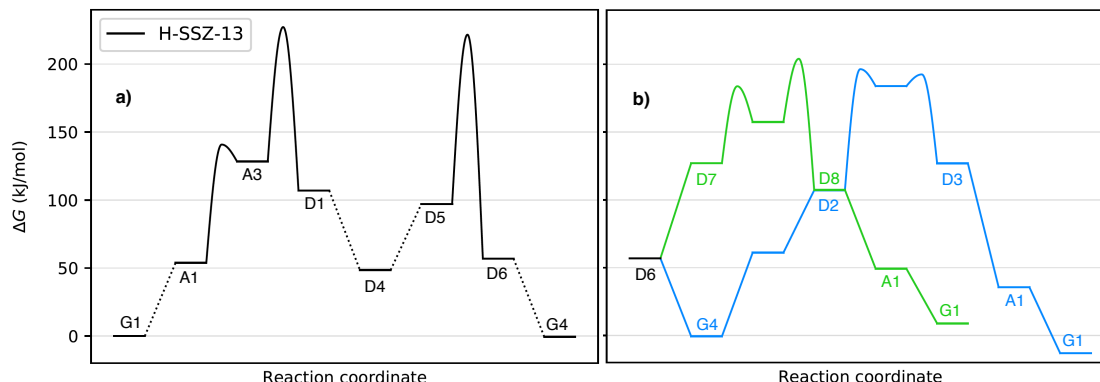 H-SSZ-13
a)
ΔG (kJ/mol)
200
150
100
50
0
G1
A1
A3
D1
D4
D5
D6
G4
Reaction coordinate
b)
D6
D7
G4
D8
D2
A1
G1
D3
A1
G1
Reaction coordinate